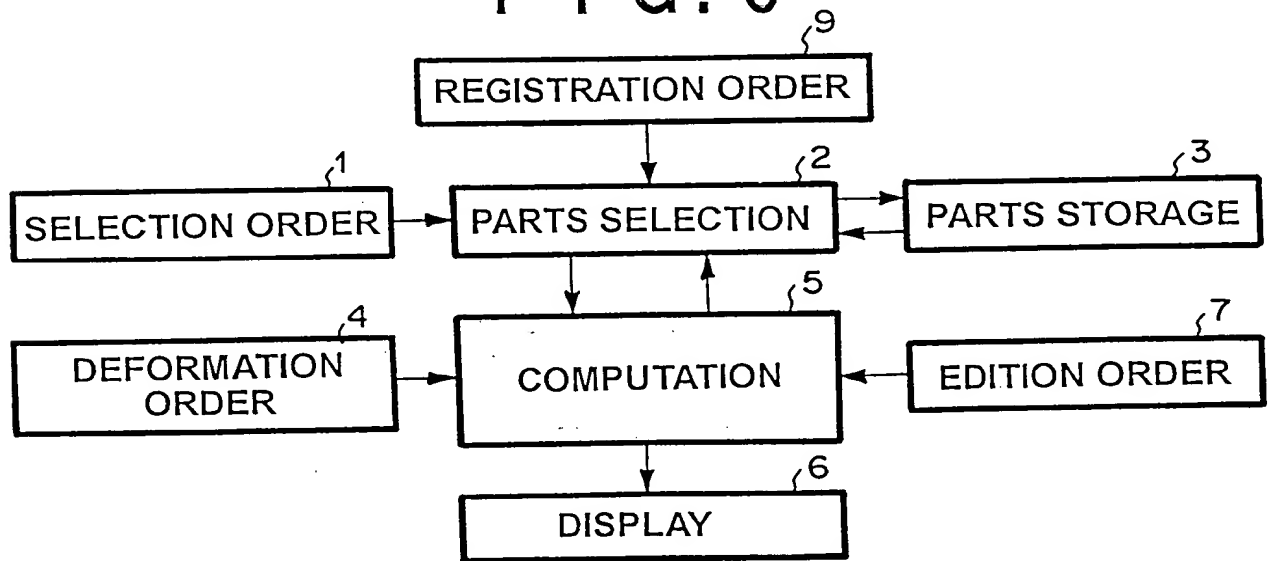 9
REGISTRATION ORDER
1
2
3
SELECTION ORDER
PARTS SELECTION
PARTS STORAGE
4
5
7
DEFORMATION
ORDER
COMPUTATION
EDITION ORDER
6
DISPLAY